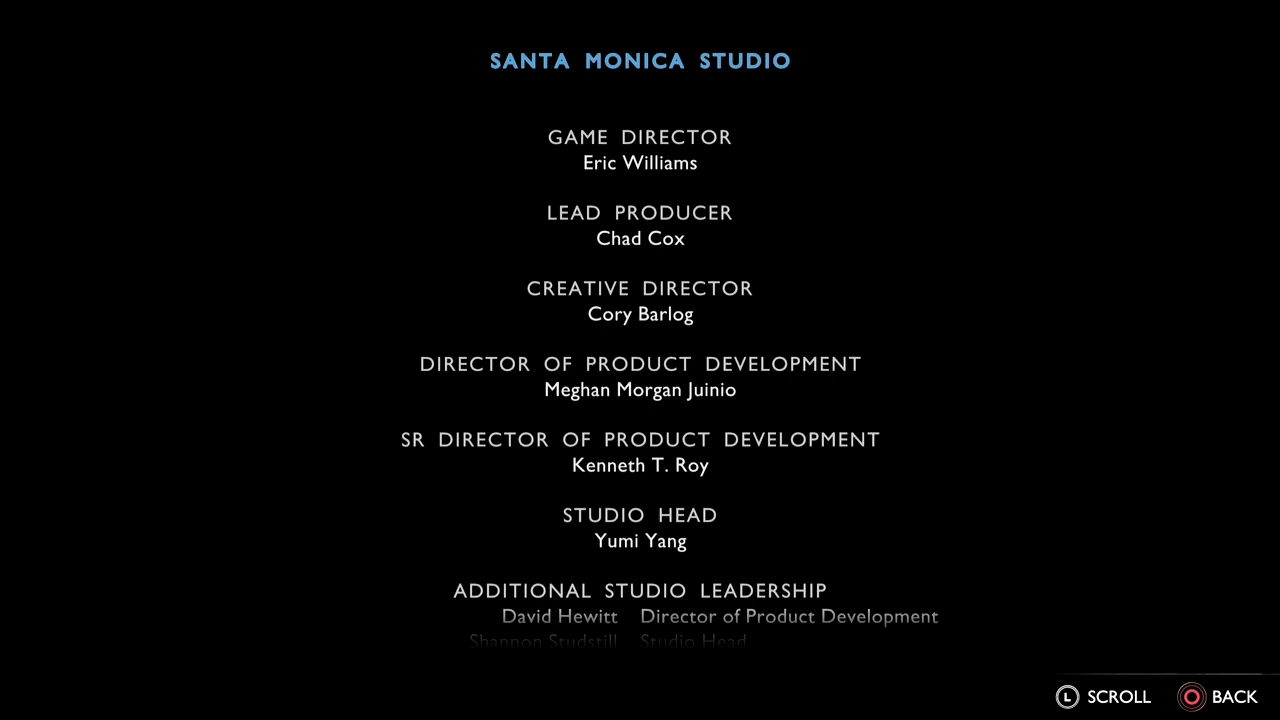 SANTA MONICA STUDIO
GAME DIRECTOR
Eric Williams
LEAD PRODUCER
Chad Cox
CREATIVE DIRECTOR
Cory Barlog
DIRECTOR OF PRODUCT DEVELOPMENT
Meghan Morgan Juinio
SR DIRECTOR OF PRODUCT DEVELOPMENT
Kenneth T. Roy
STUDIO HEAD
Yumi Yang
ADDITIONAL STUDIO LEADERSHIP
David Hewitt Director of Product Development
Shannon Studstill Studio Head
L SCROLL BACK